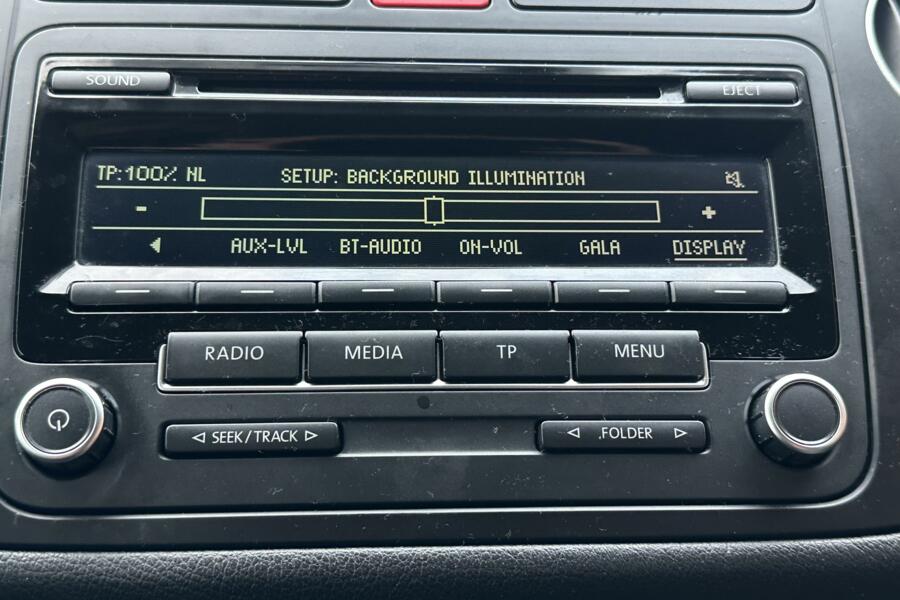 SOUND
EJECT
TP:100% NL SETUP: BACKGROUND ILLUMINATION
- +
AUX-LVL BT-AUDIO ON-VOL GALA DISPLAY
RADIO MEDIA TP MENU
SEEK/TRACK
FOLDER